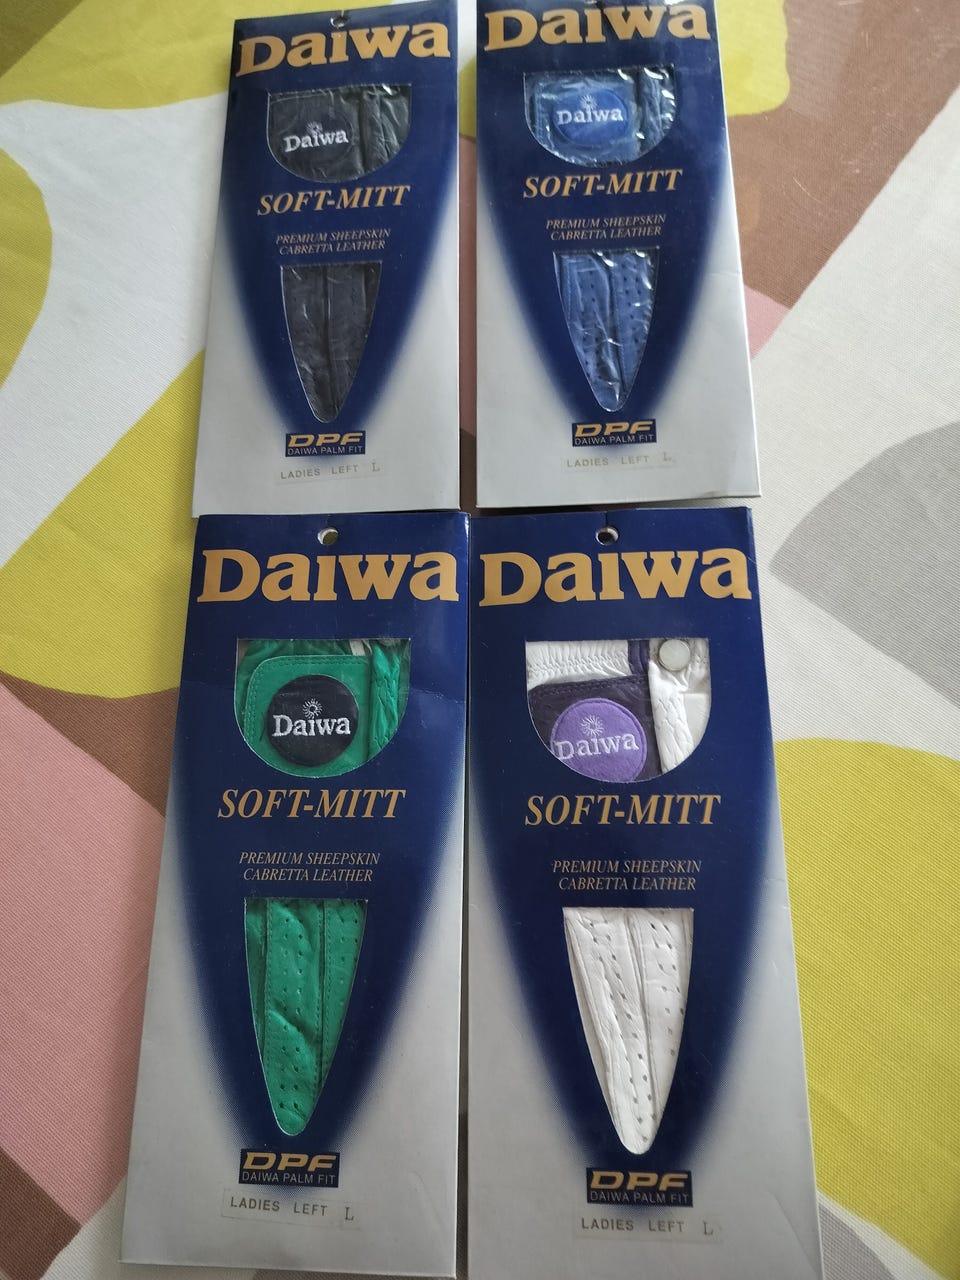 Daiwa
Daiwa
SOFT-MITT
PREMIUM SHEEPSKIN
CABRETTA LEATHER
DPF
DAIWA PALM FIT
LADIES LEFT L
Daiwa
Daiwa
SOFT-MITT
PREMIUM SHEEPSKIN
CABRETTA LEATHER
DPF
DAIWA PALM FIT
LADIES LEFT L
Daiwa
Daiwa
SOFT-MITT
PREMIUM SHEEPSKIN
CABRETTA LEATHER
DPF
DAIWA PALM FIT
LADIES LEFT L
Daiwa
Daiwa
SOFT-MITT
PREMIUM SHEEPSKIN
CABRETTA LEATHER
DPF
DAIWA PALM FIT
LADIES LEFT L